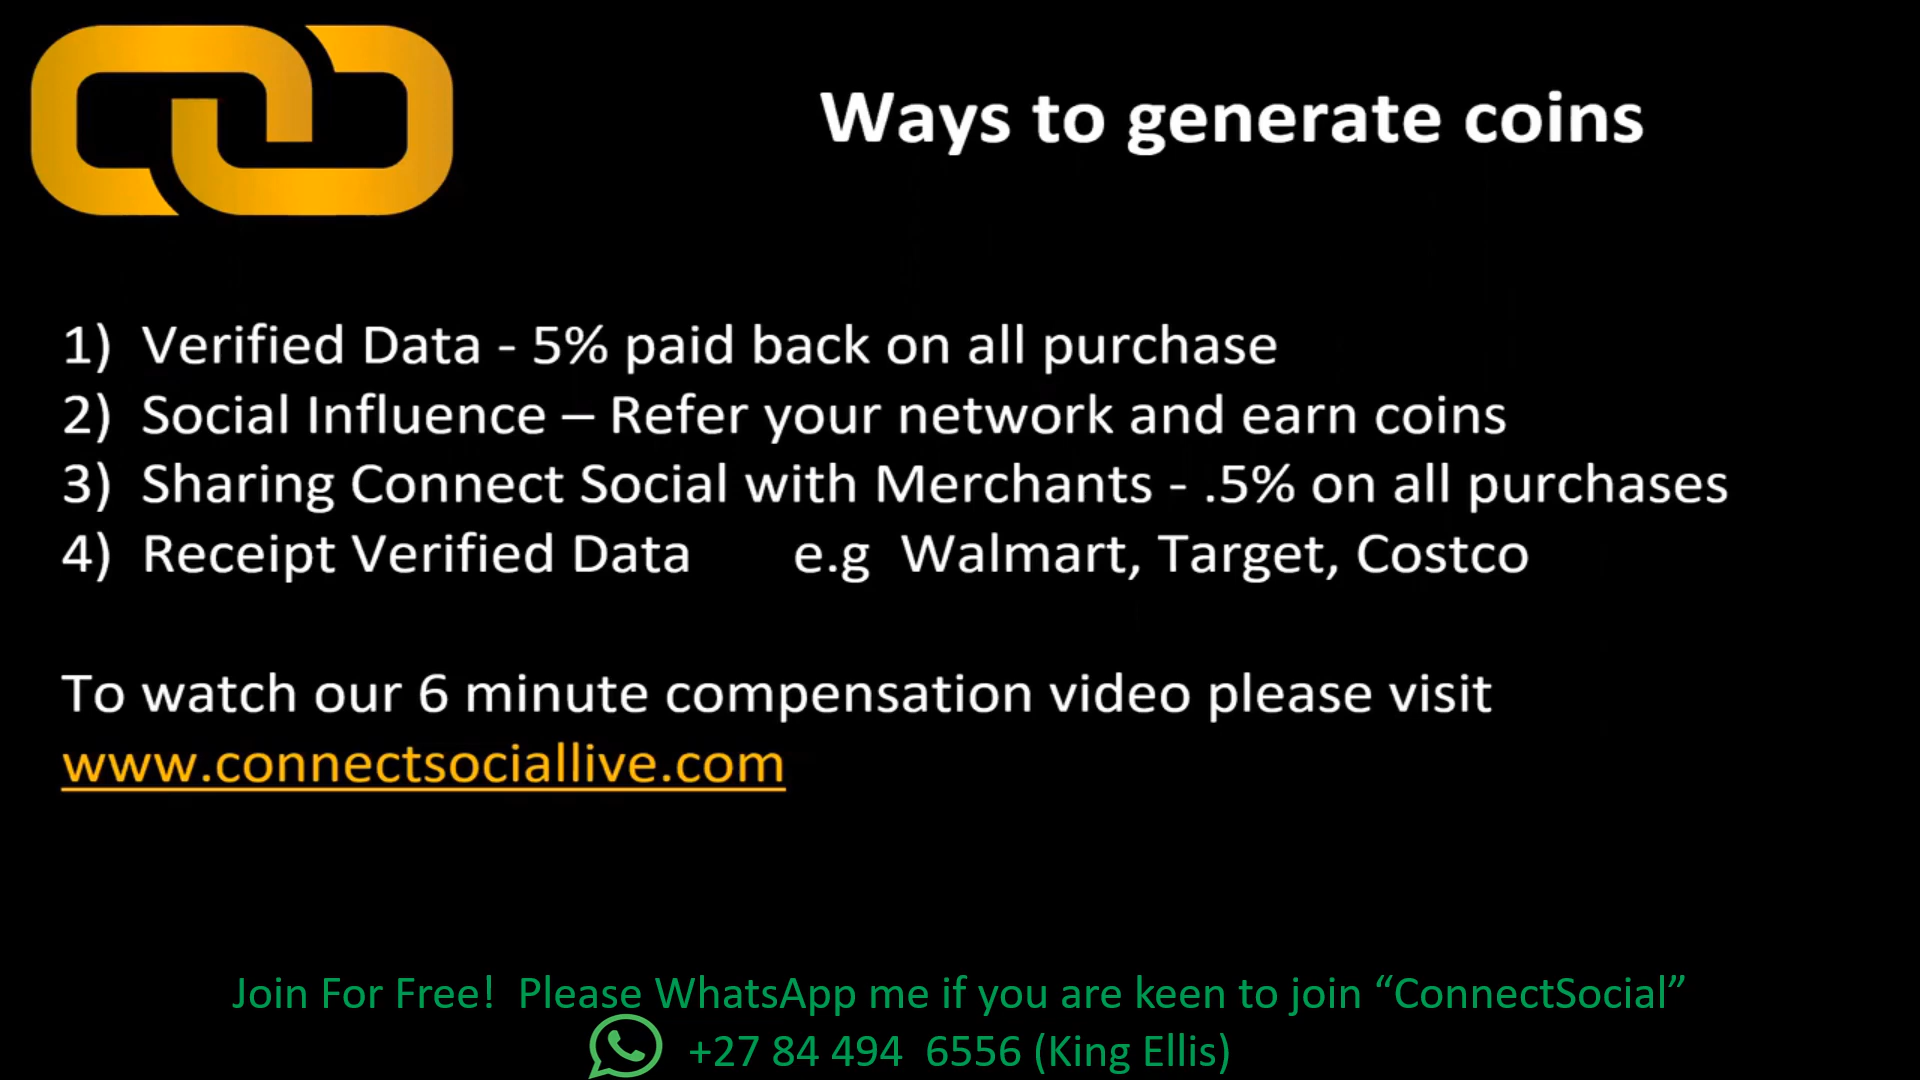 Ways to generate coins
1) Verified Data - 5% paid back on all purchase
2) Social Influence – Refer your network and earn coins
3) Sharing Connect Social with Merchants - .5% on all purchases
4) Receipt Verified Data e.g Walmart, Target, Costco
To watch our 6 minute compensation video please visit
www.connectsociallive.com
Join For Free! Please WhatsApp me if you are keen to join “ConnectSocial”
+27 84 494 6556 (King Ellis)